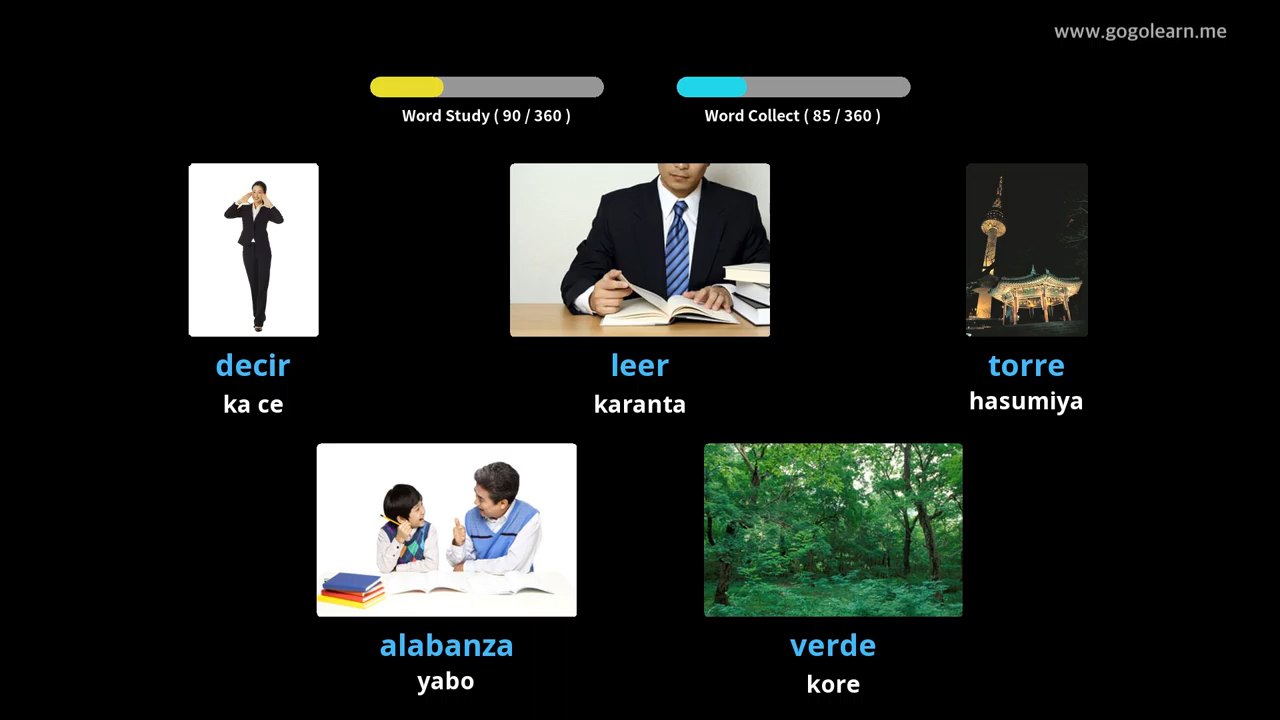 www.gogolearn.me
Word Study ( 90 / 360 )
Word Collect ( 85 / 360 )
decir
ka ce
leer
karanta
torre
hasumiya
alabanza
yabo
verde
kore